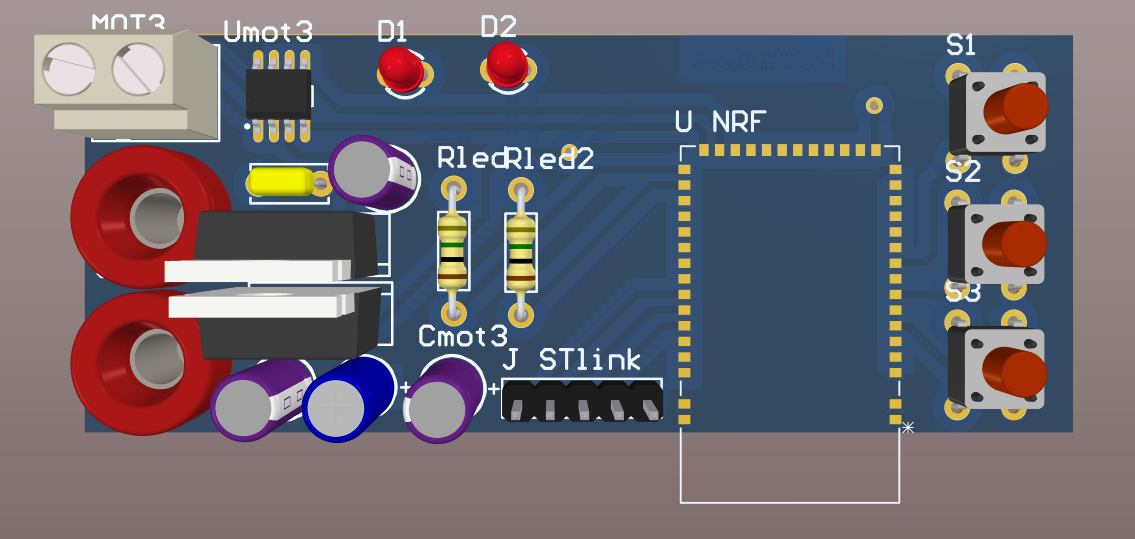 MOT3
Umot3
D1
D2
S1
U NRF
Rled
Rled2
S2
S3
Cmot3
J STlink